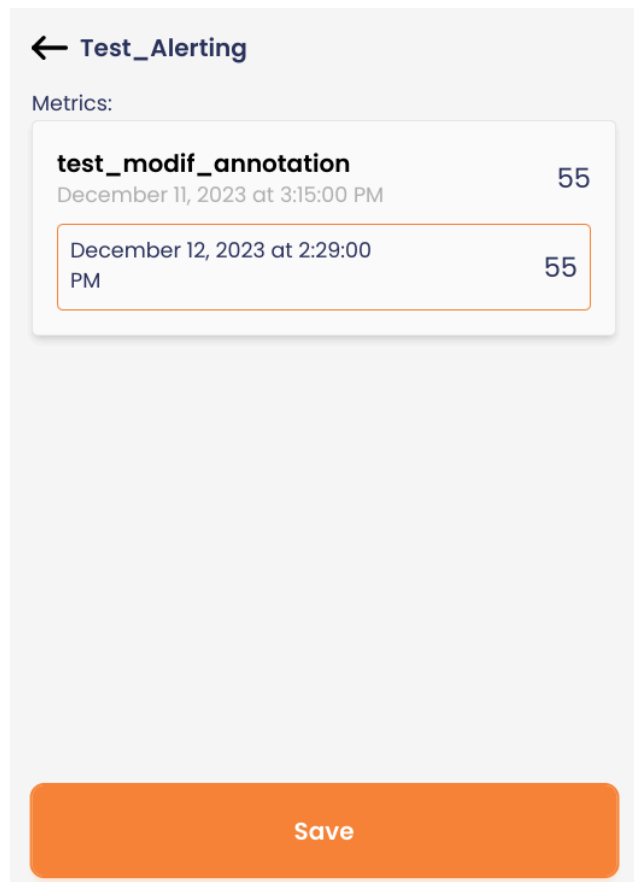 Test_Alerting
Metrics:
test_modif_annotation
55
December 11, 2023 at 3:15:00 PM
December 12, 2023 at 2:29:00
PM
55
Save